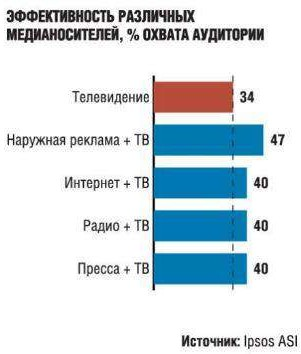 ЭФФЕКТИВНОСТЬ РАЗЛИЧНЫХ
МЕДИАНОСИТЕЛЕЙ, % ОХВАТА АУДИТОРИИ
Телевидение 34
Наружная реклама + ТВ 47
Интернет + ТВ 40
Радио + ТВ 40
Пресса + ТВ 40
Источник: Ipsos ASI